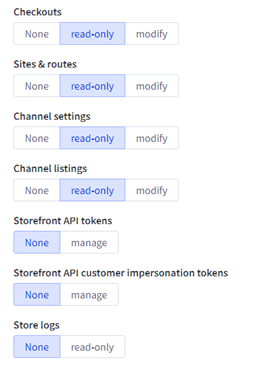 Checkouts
None read-only modify
Sites & routes
None read-only modify
Channel settings
None read-only modify
Channel listings
None read-only modify
Storefront API tokens
None manage
Storefront API customer impersonation tokens
None manage
Store logs
None read-only